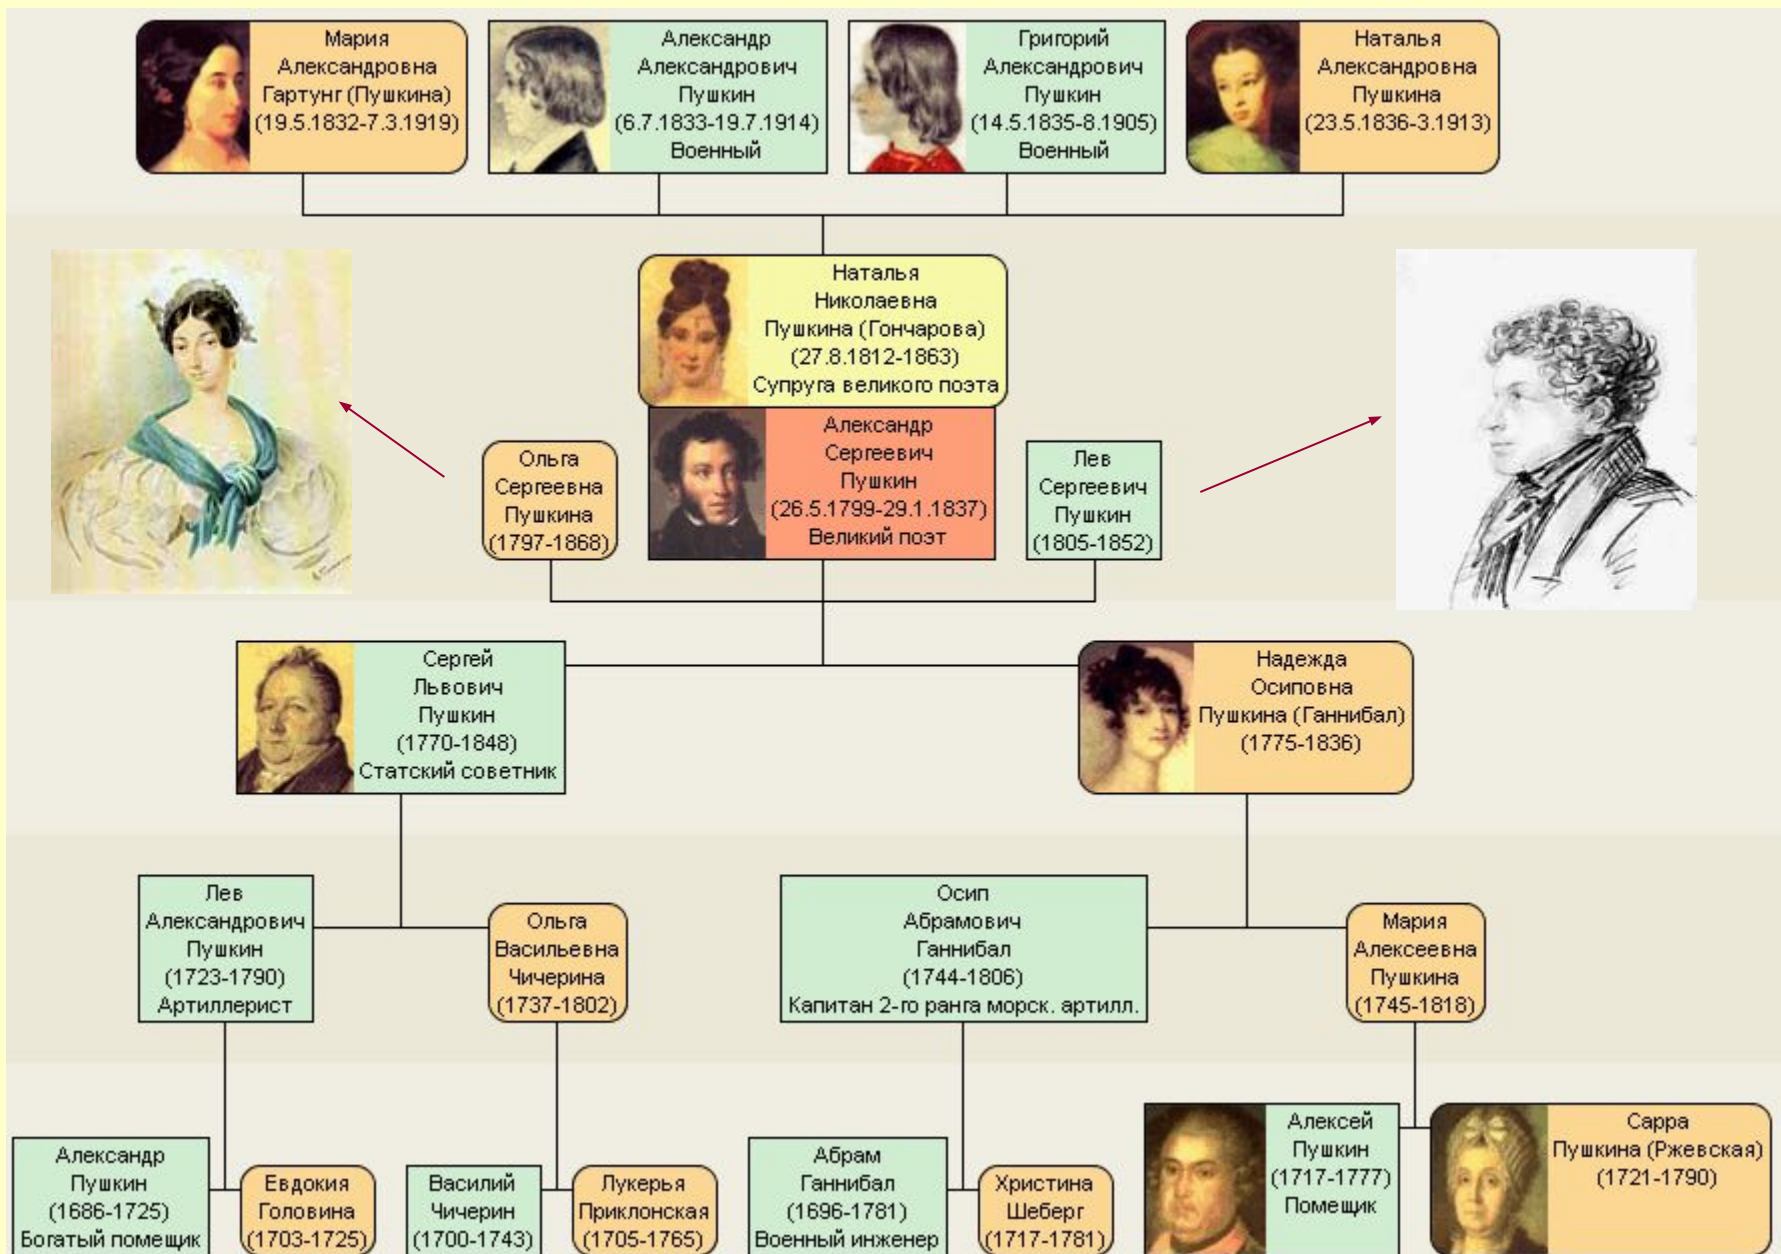 Мария
Александровна
Гартунг (Пушкина)
(19.5.1832-7.3.1919)
Александр
Александрович
Пушкин
(6.7.1833-19.7.1914)
Военный
Григорий
Александрович
Пушкин
(14.5.1835-8.1905)
Военный
Наталья
Александровна
Пушкина
(23.5.1836-3.1913)
Наталья
Николаевна
Пушкина (Гончарова)
(27.8.1812-1863)
Супруга великого поэта
Ольга
Сергеевна
Пушкина
(1797-1868)
Александр
Сергеевич
Пушкин
(26.5.1799-29.1.1837)
Великий поэт
Лев
Сергеевич
Пушкин
(1805-1852)
Сергей
Львович
Пушкин
(1770-1848)
Статский советник
Надежда
Осиповна
Пушкина (Ганнибал)
(1775-1836)
Лев
Александрович
Пушкин
(1723-1790)
Артиллерист
Ольга
Васильевна
Чичерина
(1737-1802)
Осип
Абрамович
Ганнибал
(1744-1806)
Капитан 2-го ранга морск. артилл.
Мария
Алексеевна
Пушкина
(1745-1818)
Александр
Пушкин
(1686-1725)
Богатый помещик
Евдокия
Головина
(1703-1725)
Василий
Чичерин
(1700-1743)
Лукерья
Приклонская
(1705-1765)
Абрам
Ганнибал
(1696-1781)
Военный инженер
Христина
Шеберг
(1717-1781)
Алексей
Пушкин
(1717-1777)
Помещик
Сарра
Пушкина (Ржевская)
(1721-1790)